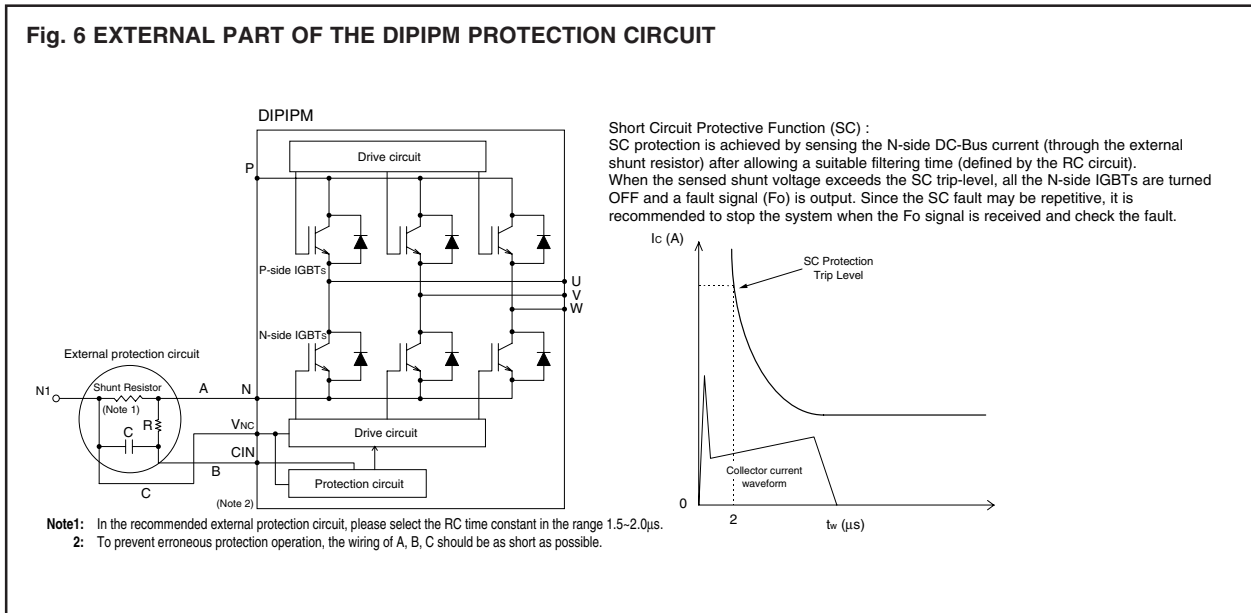 Fig. 6 EXTERNAL PART OF THE DIPIPM PROTECTION CIRCUIT
DIPIPM
Drive circuit
P
P-side IGBTs
U
V
W
N-side IGBTs
External protection circuit
N1
Shunt Resistor
(Note 1)
A
N
R
C
VNC
Drive circuit
CIN
B
C
Protection circuit
(Note 2)
Short Circuit Protective Function (SC) :
SC protection is achieved by sensing the N-side DC-Bus current (through the external
shunt resistor) after allowing a suitable filtering time (defined by the RC circuit).
When the sensed shunt voltage exceeds the SC trip-level, all the N-side IGBTs are turned
OFF and a fault signal (Fo) is output. Since the SC fault may be repetitive, it is
recommended to stop the system when the Fo signal is received and check the fault.
IC (A)
SC Protection
Trip Level
Collector current
waveform
0
2
tw (μs)
Note1: In the recommended external protection circuit, please select the RC time constant in the range 1.5~2.0μs.
2: To prevent erroneous protection operation, the wiring of A, B, C should be as short as possible.